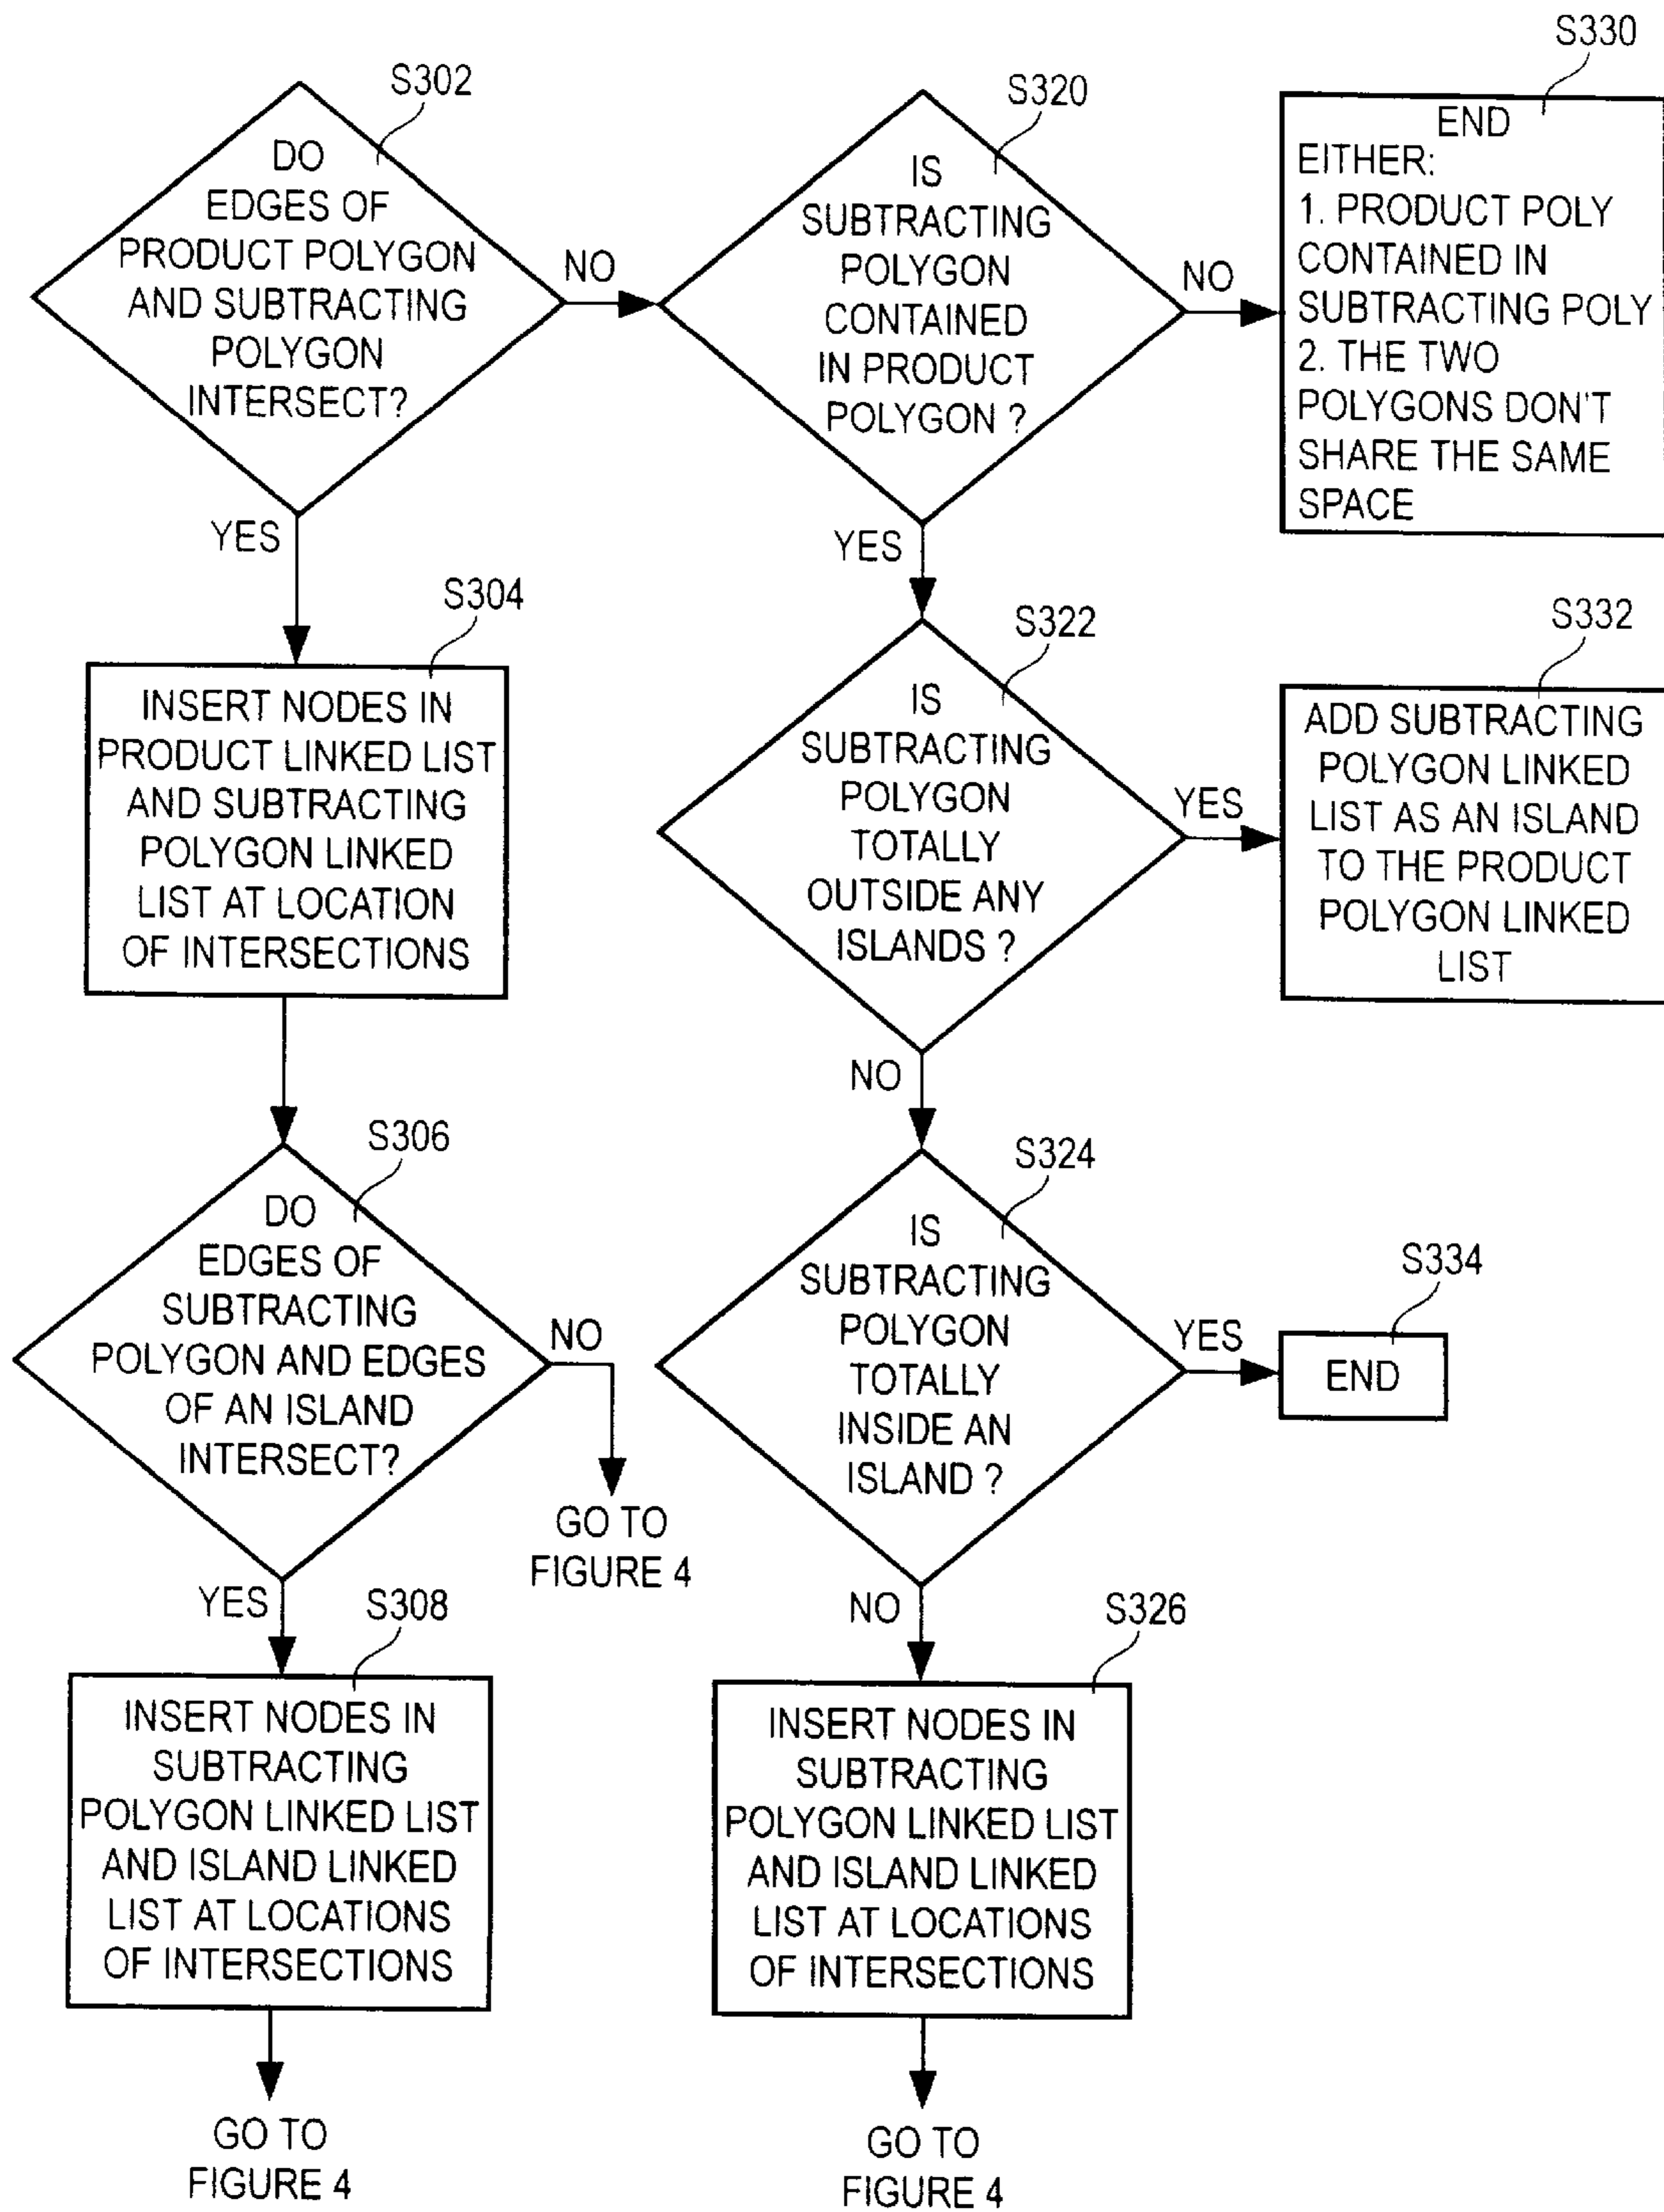 S302
DO
EDGES OF
PRODUCT POLYGON
AND SUBTRACTING
POLYGON
INTERSECT?
NO
YES
S320
IS
SUBTRACTING
POLYGON
CONTAINED
IN PRODUCT
POLYGON ?
NO
YES
S330
END
EITHER:
1. PRODUCT POLY
CONTAINED IN
SUBTRACTING POLY
2. THE TWO
POLYGONS DON'T
SHARE THE SAME
SPACE
S304
INSERT NODES IN
PRODUCT LINKED LIST
AND SUBTRACTING
POLYGON LINKED
LIST AT LOCATION
OF INTERSECTIONS
S322
IS
SUBTRACTING
POLYGON
TOTALLY
OUTSIDE ANY
ISLANDS ?
YES
NO
S332
ADD SUBTRACTING
POLYGON LINKED
LIST AS AN ISLAND
TO THE PRODUCT
POLYGON LINKED
LIST
S306
DO
EDGES OF
SUBTRACTING
POLYGON AND EDGES
OF AN ISLAND
INTERSECT?
NO
GO TO
FIGURE 4
YES
S324
IS
SUBTRACTING
POLYGON
TOTALLY
INSIDE AN
ISLAND ?
YES
NO
S334
END
S308
INSERT NODES IN
SUBTRACTING
POLYGON LINKED LIST
AND ISLAND LINKED
LIST AT LOCATIONS
OF INTERSECTIONS
GO TO
FIGURE 4
S326
INSERT NODES IN
SUBTRACTING
POLYGON LINKED LIST
AND ISLAND LINKED
LIST AT LOCATIONS
OF INTERSECTIONS
GO TO
FIGURE 4